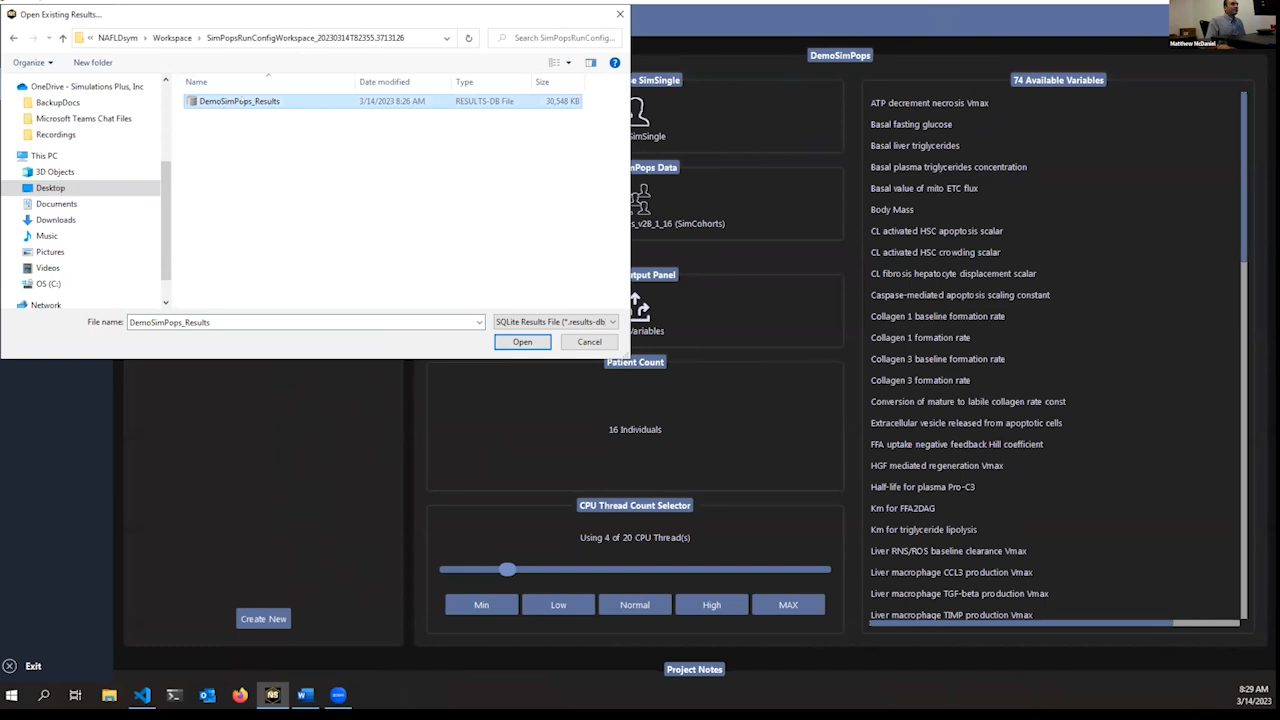 Open Existing Results...
NAFLDsym
Workspace
SimPopsRunConfigWorkspace_20230314T82355.3713126
Search SimPopsRunConfig...
Organize
New folder
Name
Date modified
Type
Size
OneDrive - Simulations Plus, Inc
BackupDocs
Microsoft Teams Chat Files
Recordings
This PC
3D Objects
Desktop
Documents
Downloads
Music
Pictures
Videos
OS (C:)
Network
DemoSimPops_Results
3/14/2023 8:26 AM
RESULTS-DB File
30,548 KB
File name:
DemoSimPops_Results
SQLite Results File (*.results-db
Open
Cancel
Matthew McDaniel
DemoSimPops
se SimSingle
SimSingle
Pops Data
s_v2B_1_16 (SimCohorts)
utput Panel
Variables
Patient Count
16 Individuals
CPU Thread Count Selector
Using 4 of 20 CPU Thread(s)
Min
Low
Normal
High
MAX
74 Available Variables
ATP decrement necrosis Vmax
Basal fasting glucose
Basal liver triglycerides
Basal plasma triglycerides concentration
Basal value of mito ETC flux
Body Mass
CL activated HSC apoptosis scalar
CL activated HSC crowding scalar
CL fibrosis hepatocyte displacement scalar
Caspase-mediated apoptosis scaling constant
Collagen 1 baseline formation rate
Collagen 1 formation rate
Collagen 3 baseline formation rate
Collagen 3 formation rate
Conversion of mature to labile collagen rate const
Extracellular vesicle released from apoptotic cells
FFA uptake negative feedback Hill coefficient
HGF mediated regeneration Vmax
Half-life for plasma Pro-C3
Km for FFA2DAG
Km for triglyceride lipolysis
Liver RNS/ROS baseline clearance Vmax
Liver macrophage CCL3 production Vmax
Liver macrophage TGF-beta production Vmax
Liver macrophage TIMP production Vmax
Create New
Exit
Project Notes
8:29 AM
3/14/2023